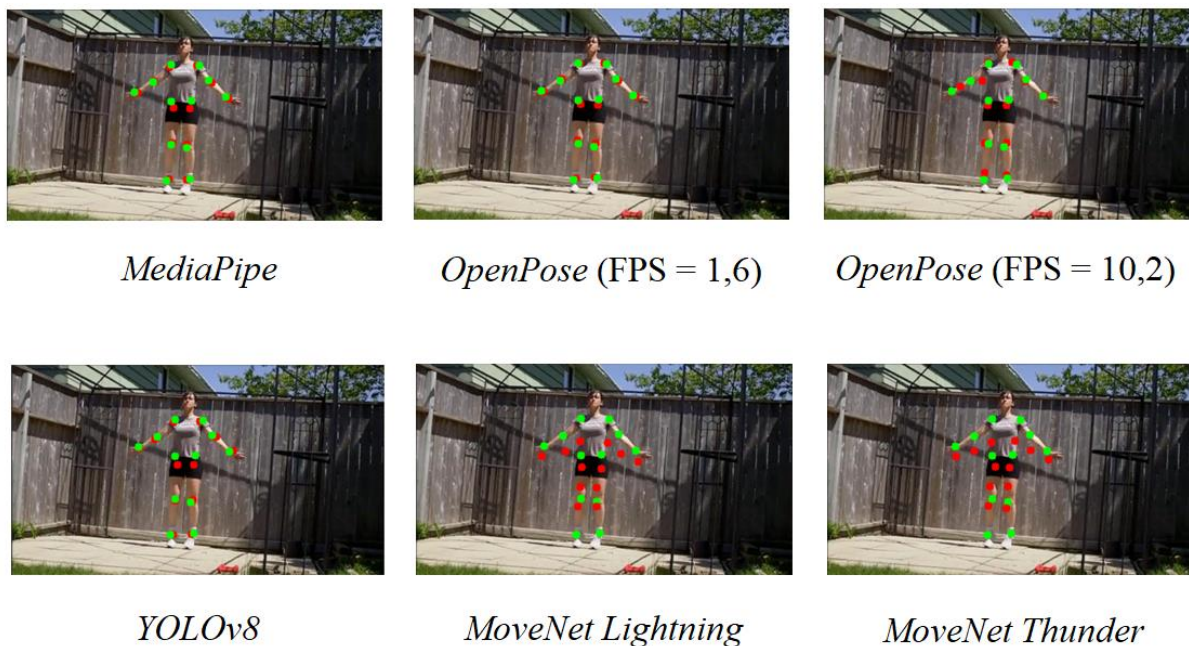 MediaPipe
OpenPose (FPS = 1,6)
OpenPose (FPS = 10,2)
YOLOv8
MoveNet Lightning
MoveNet Thunder